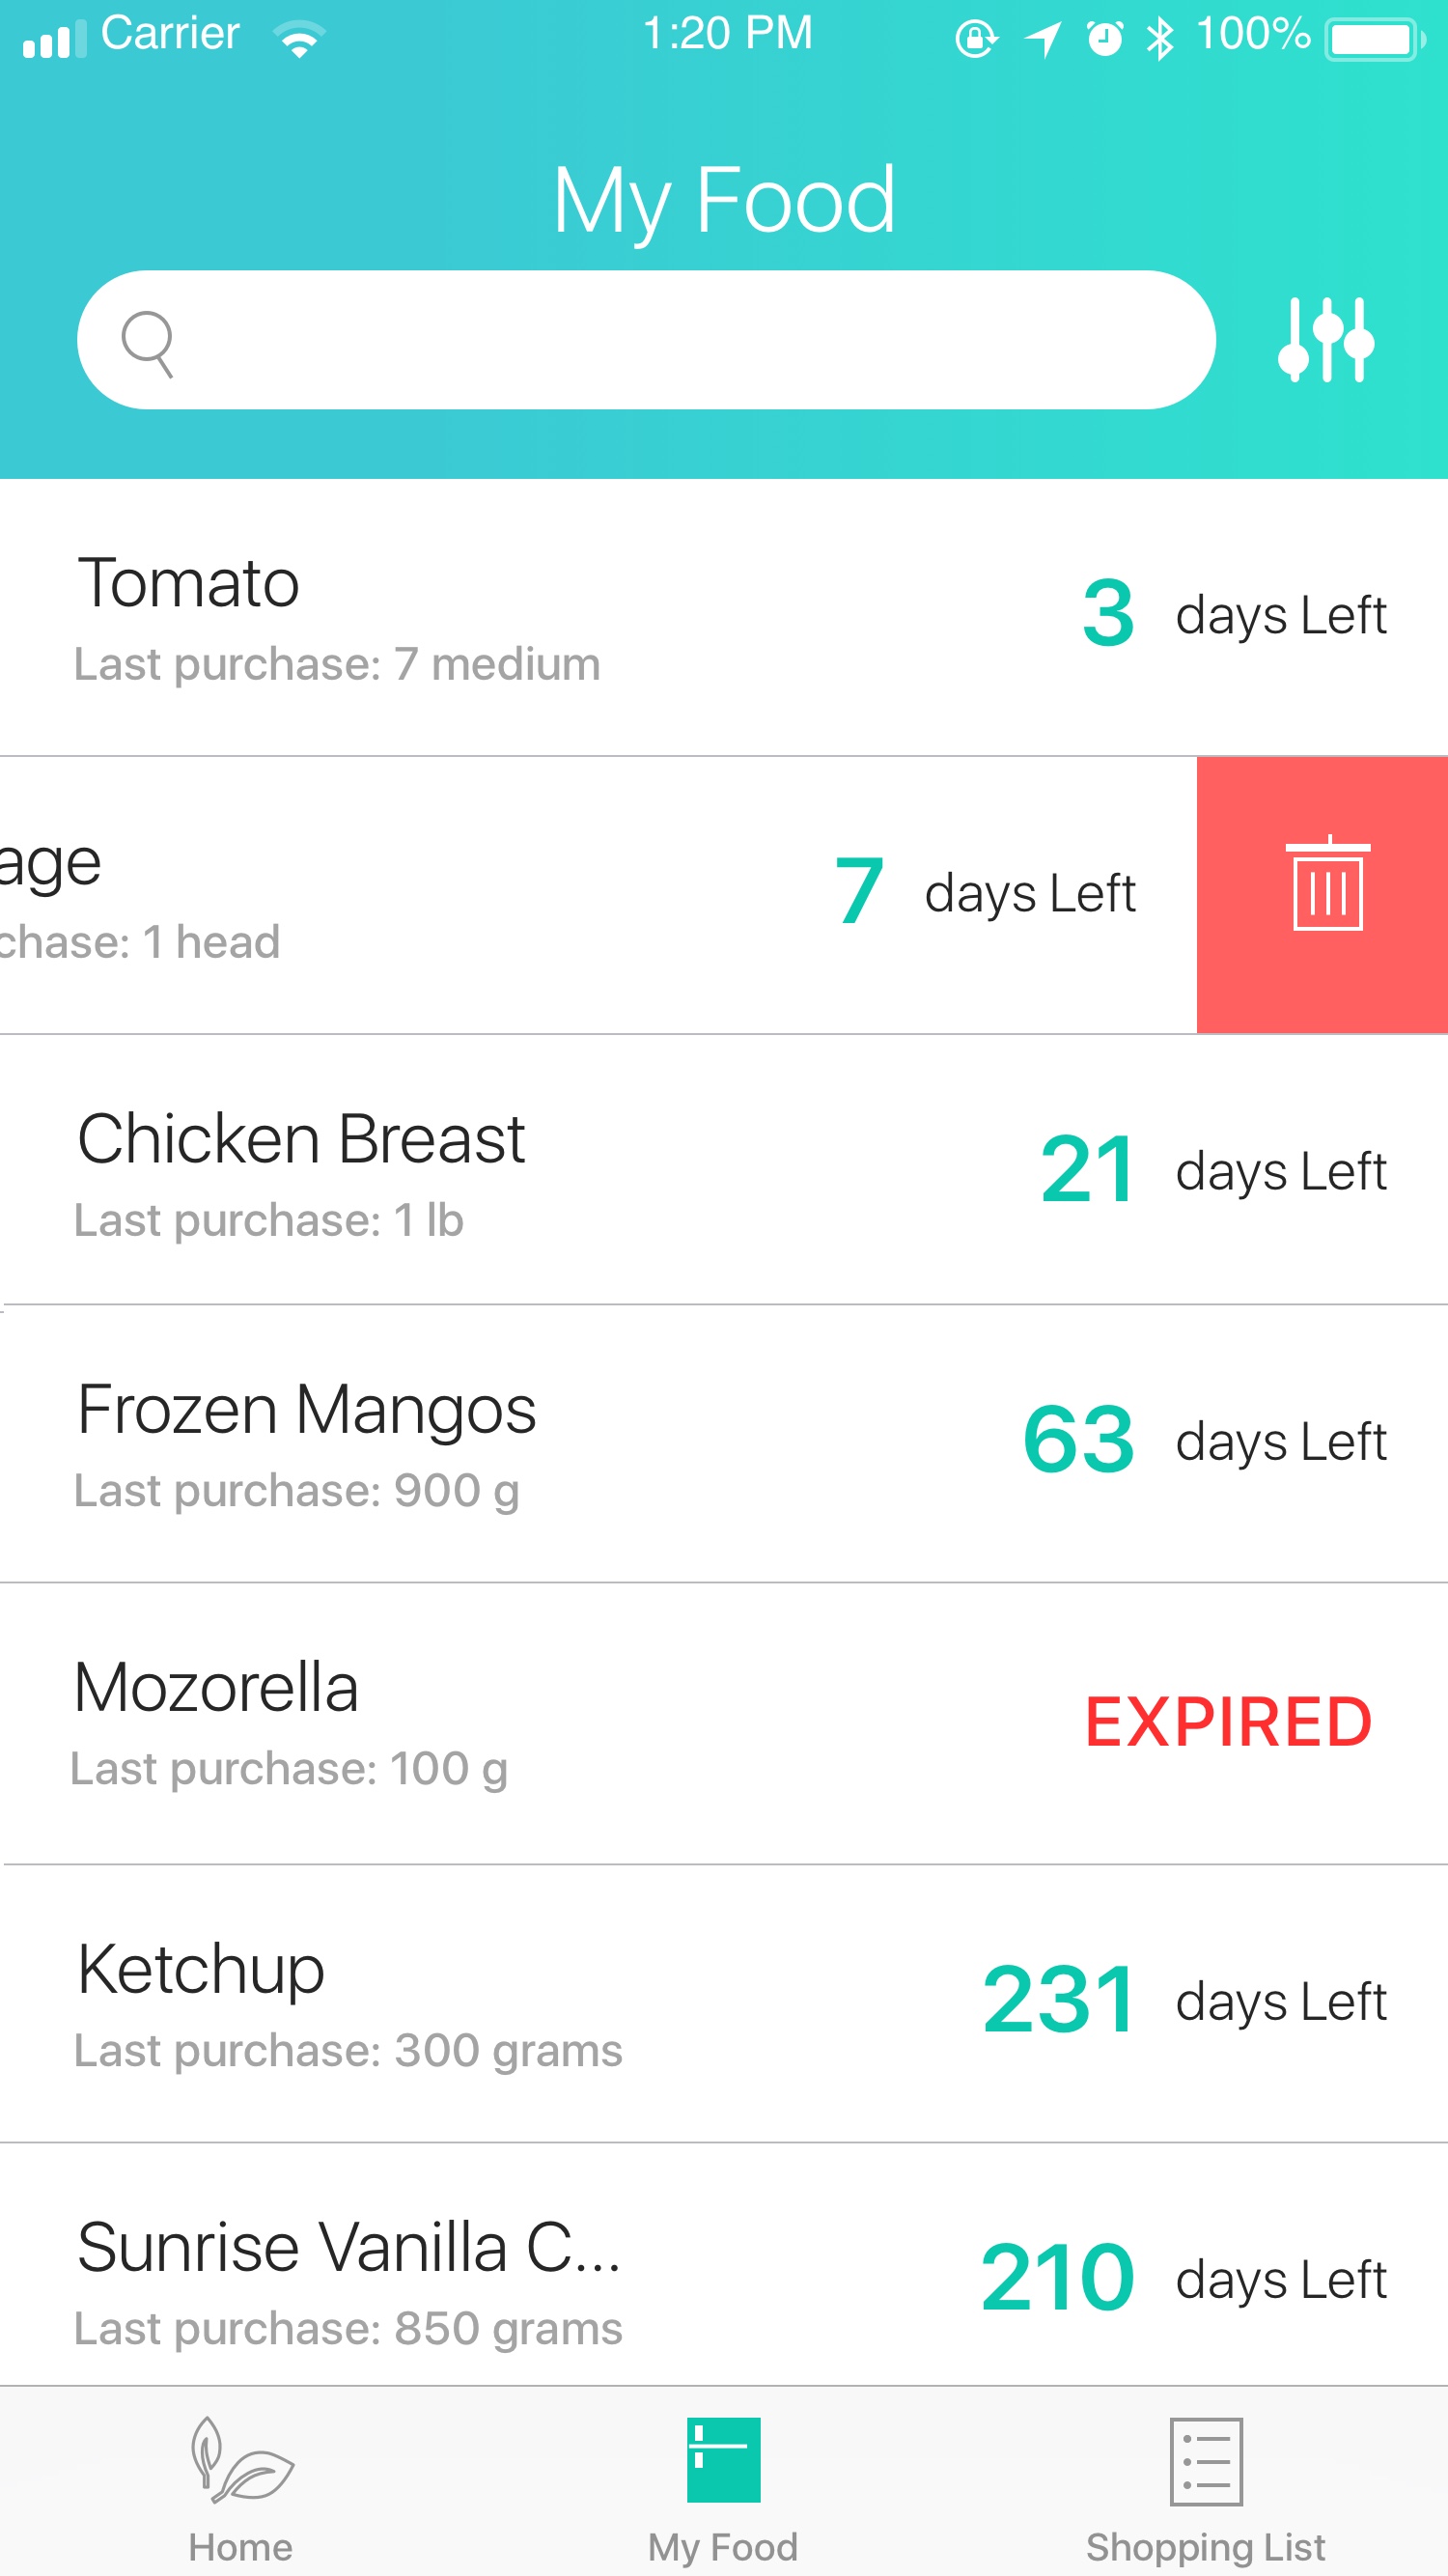 Carrier 1:20 PM 100%
My Food
Tomato
Last purchase: 7 medium
3 days Left
age
chase: 1 head
7 days Left
Chicken Breast
Last purchase: 1 lb
21 days Left
Frozen Mangos
Last purchase: 900 g
63 days Left
Mozorella
Last purchase: 100 g
EXPIRED
Ketchup
Last purchase: 300 grams
231 days Left
Sunrise Vanilla C...
Last purchase: 850 grams
210 days Left
Home My Food Shopping List